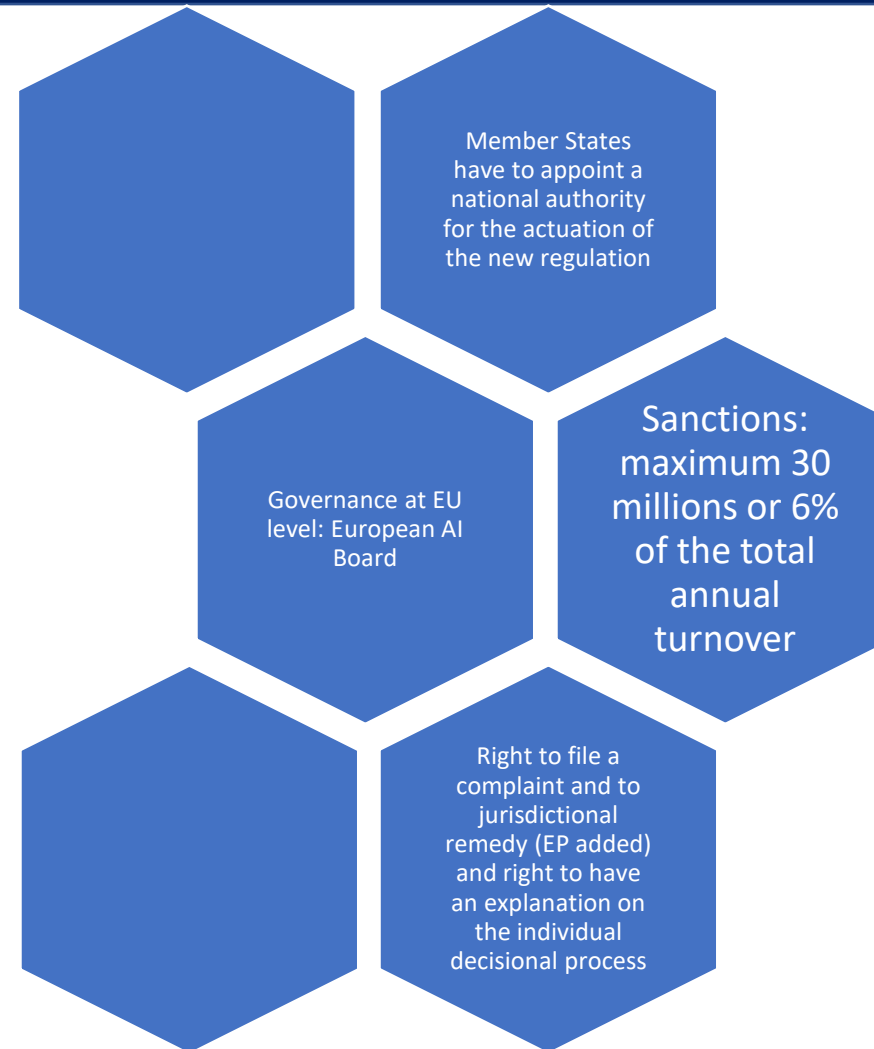 Member States
have to appoint a
national authority
for the actuation of
the new regulation
Governance at EU
level: European AI
Board
Sanctions:
maximum 30
millions or 6%
of the total
annual
turnover
Right to file a
complaint and to
jurisdictional
remedy (EP added)
and right to have
an explanation on
the individual
decisional process